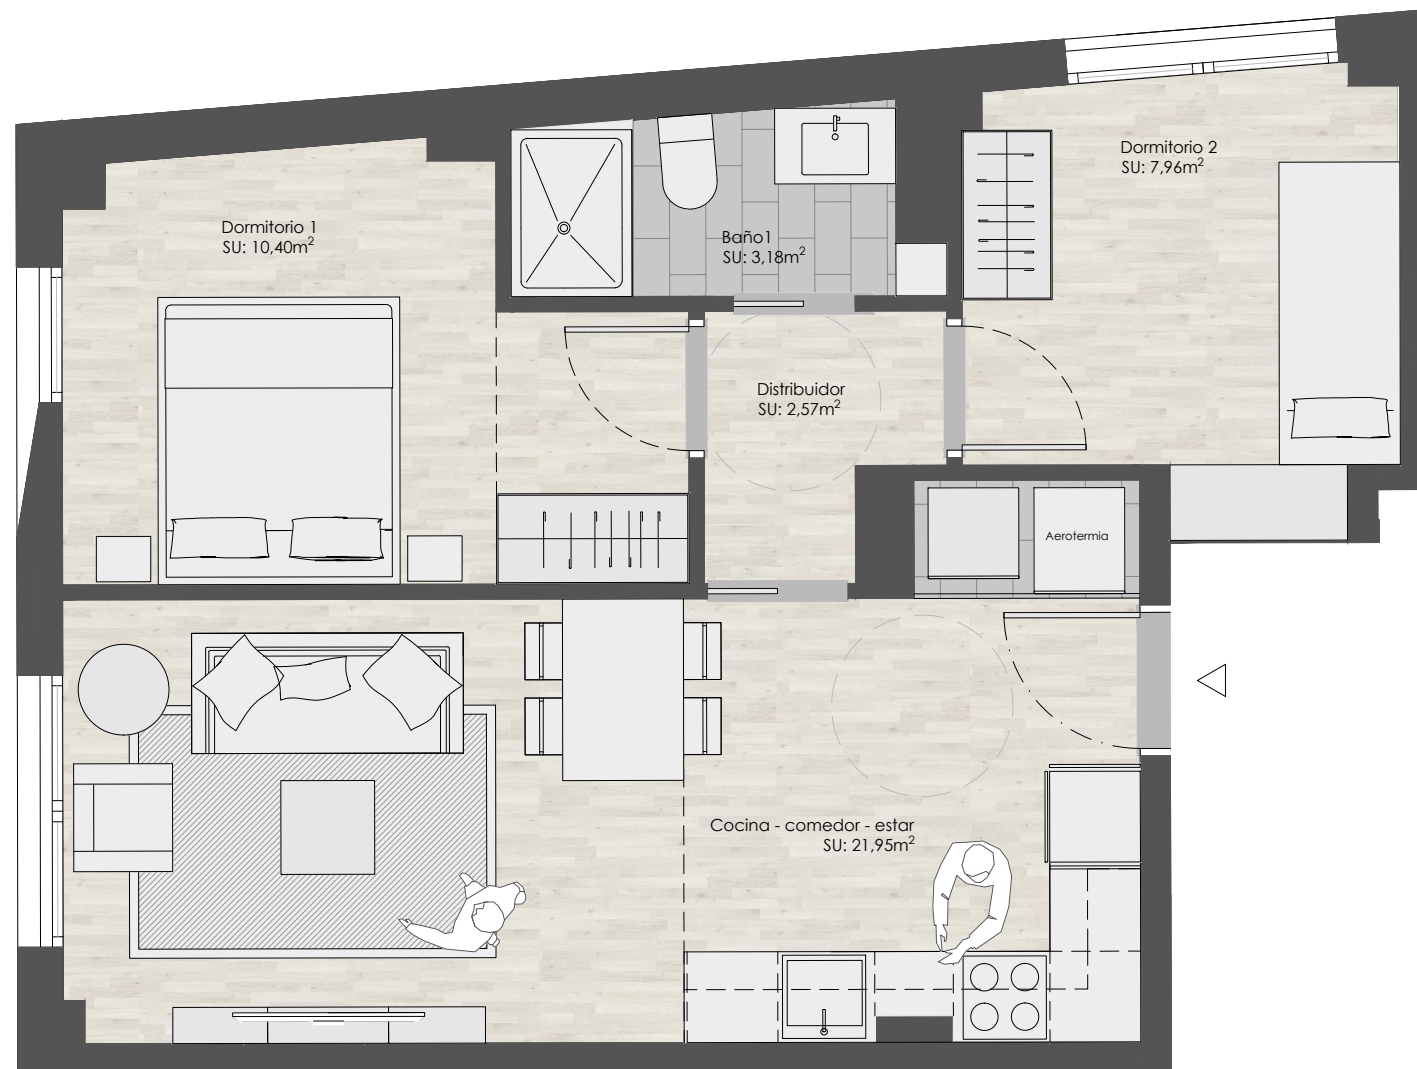 Dormitorio 2
SU: 7,96m²
Dormitorio 1
SU: 10,40m²
Baño1
SU: 3,18m²
Distribuidor
SU: 2,57m²
Aerotermia
Cocina - comedor - estar
SU: 21,95m²